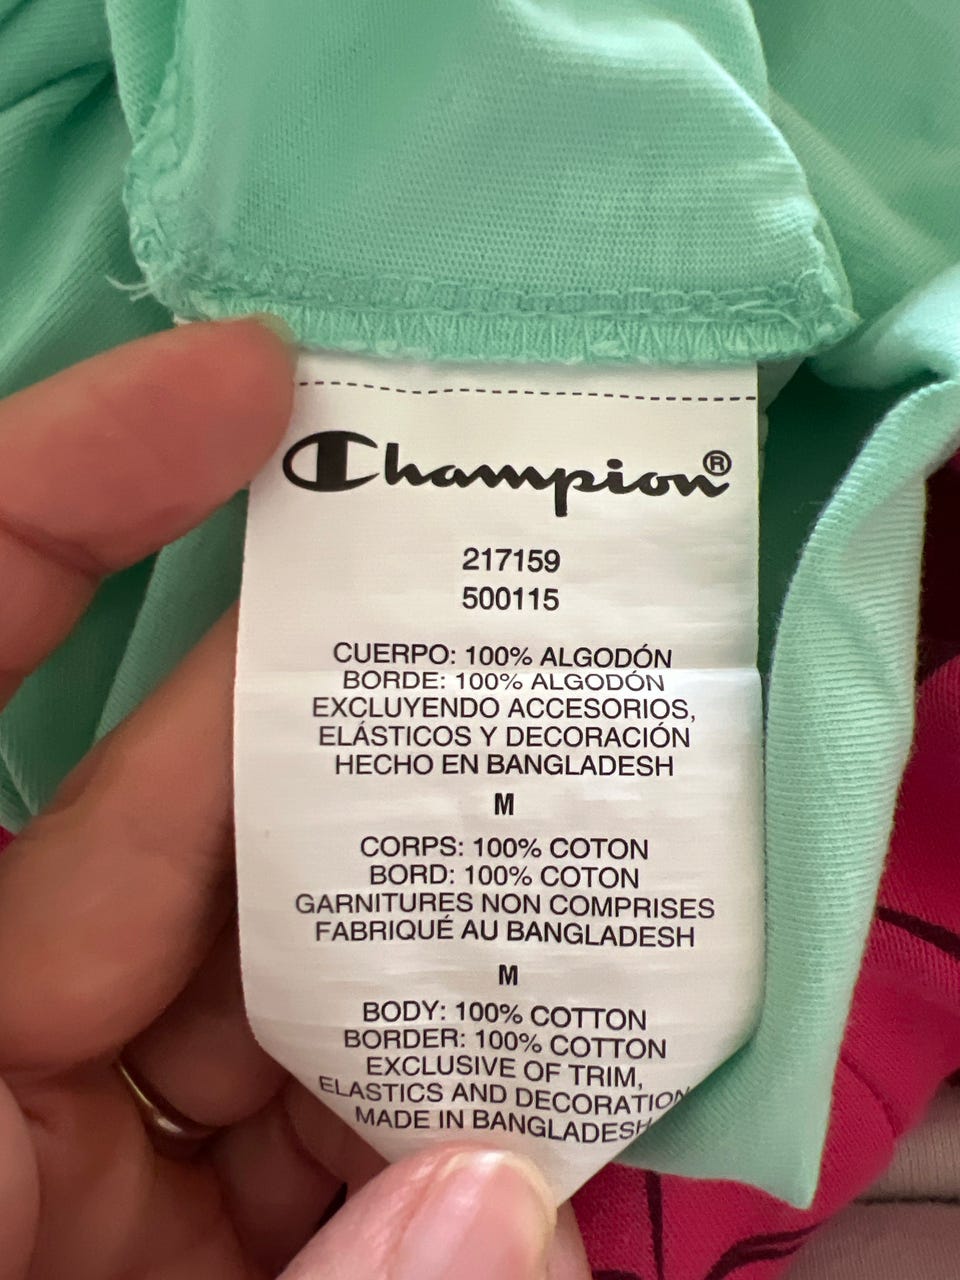 Champion®
217159
500115
CUERPO: 100% ALGODÓN
BORDE: 100% ALGODÓN
EXCLUYENDO ACCESORIOS,
ELÁSTICOS Y DECORACIÓN
HECHO EN BANGLADESH
M
CORPS: 100% COTON
BORD: 100% COTON
GARNITURES NON COMPRISES
FABRIQUÉ AU BANGLADESH
M
BODY: 100% COTTON
BORDER: 100% COTTON
EXCLUSIVE OF TRIM,
ELASTICS AND DECORATION
MADE IN BANGLADESH